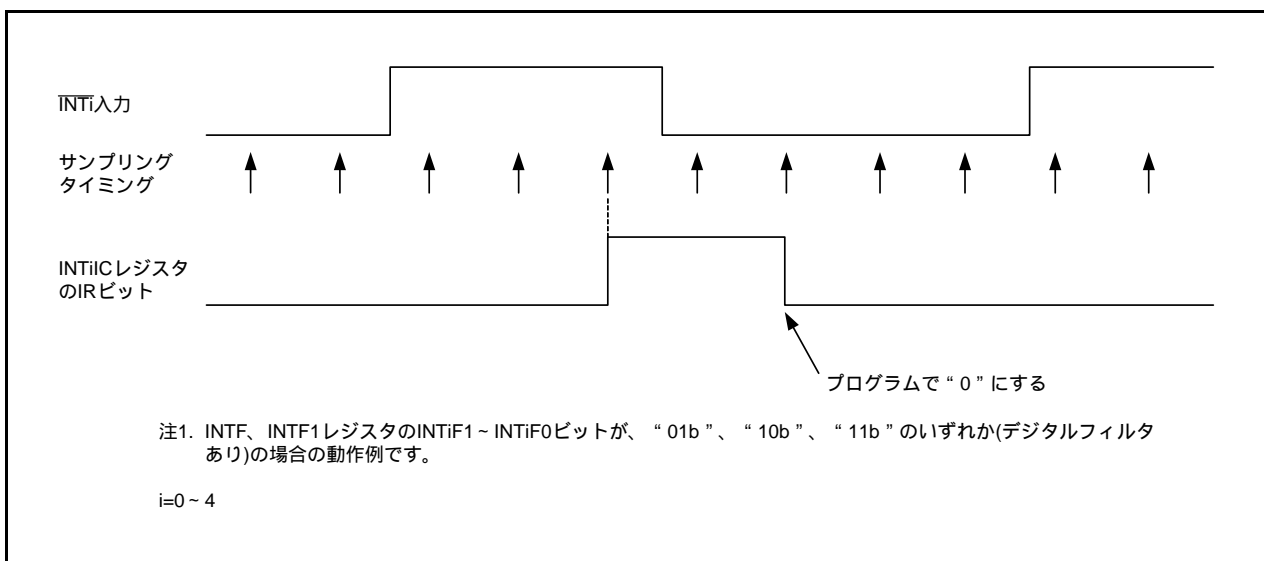 INTi入力
サンプリング
タイミング
INTiICレジスタ
のIRビット
プログラムで“0”にする
注1. INTF、INTF1レジスタのINTiF1~INTiF0ビットが、“01b”、“10b”、“11b”のいずれか(デジタルフィルタ
あり)の場合の動作例です。
i=0~4